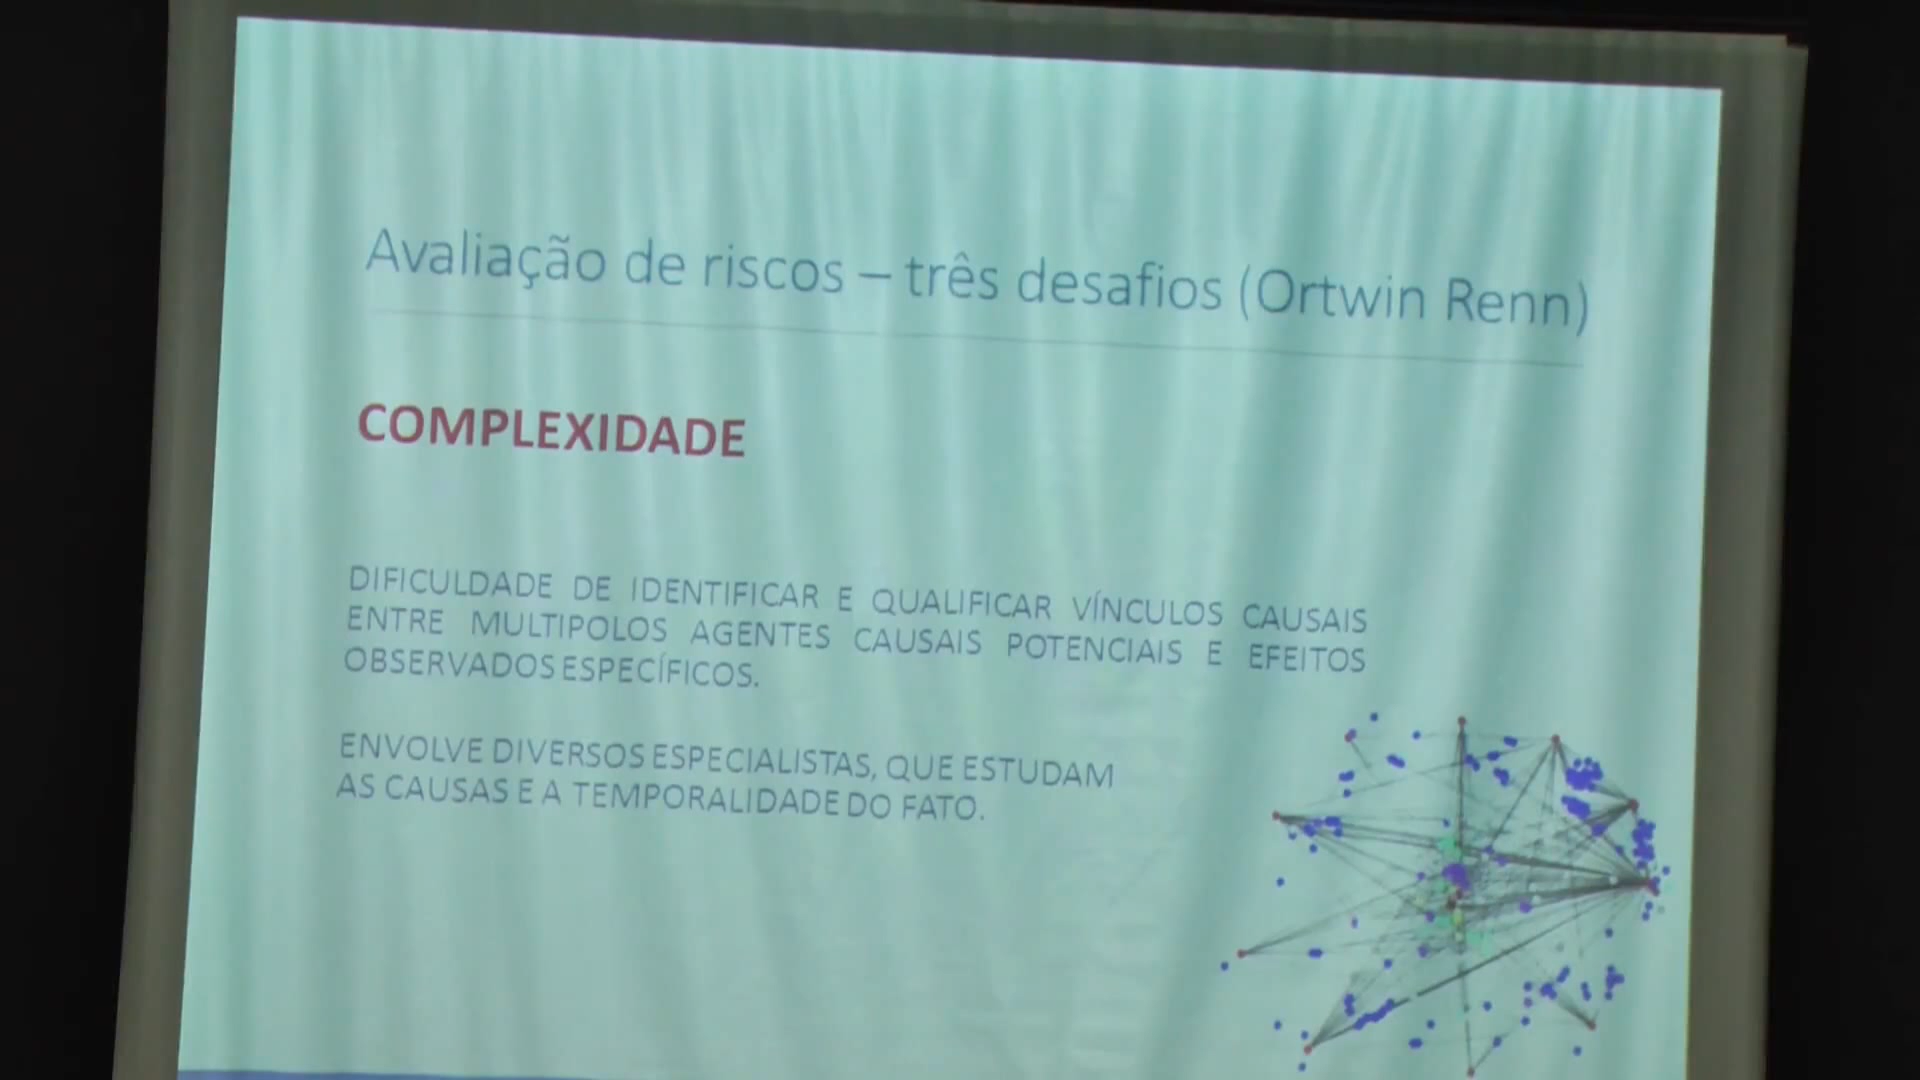 Avaliação de riscos – três desafios (Ortwin Renn)
COMPLEXIDADE
DIFICULDADE DE IDENTIFICAR E QUALIFICAR VÍNCULOS CAUSAIS
ENTRE MULTIPOLOS AGENTES CAUSAIS POTENCIAIS E EFEITOS
OBSERVADOS ESPECÍFICOS.
ENVOLVE DIVERSOS ESPECIALISTAS, QUE ESTUDAM
AS CAUSAS E A TEMPORALIDADE DO FATO.